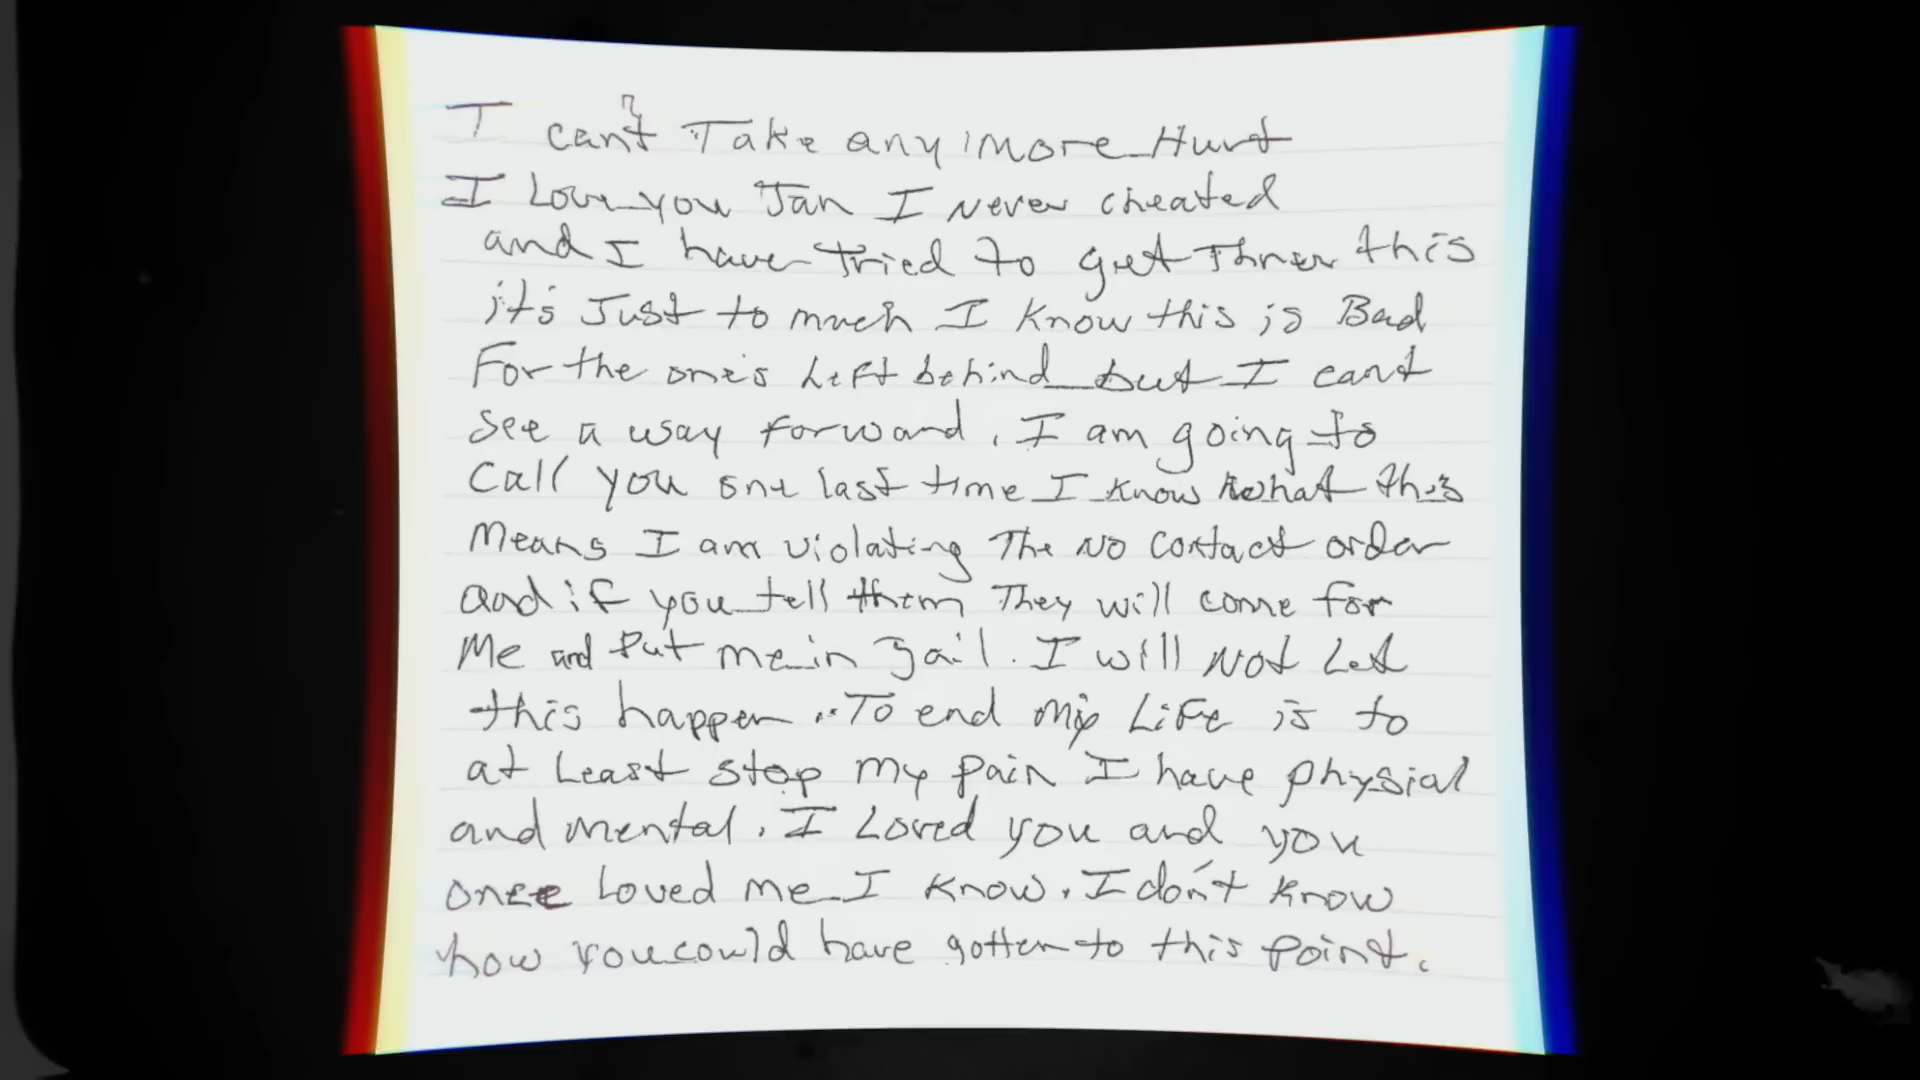 I can't Take any more Hurt
I Love you Jan I never cheated
and I have tried to get Threw this
it's Just to much I Know this is Bad
For the one's Left behind but I can't
see a way forward. I am going to
Call you one last time I know what this
Means I am violating The No Contact order
and if you tell them They will come for
Me and Put me in Jail. I will Not Let
this happen. To end my Life is to
at Least stop my pain I have physial
and mental. I Loved you and you
once Loved me I know. I don't know
how you could have gotten to this point.